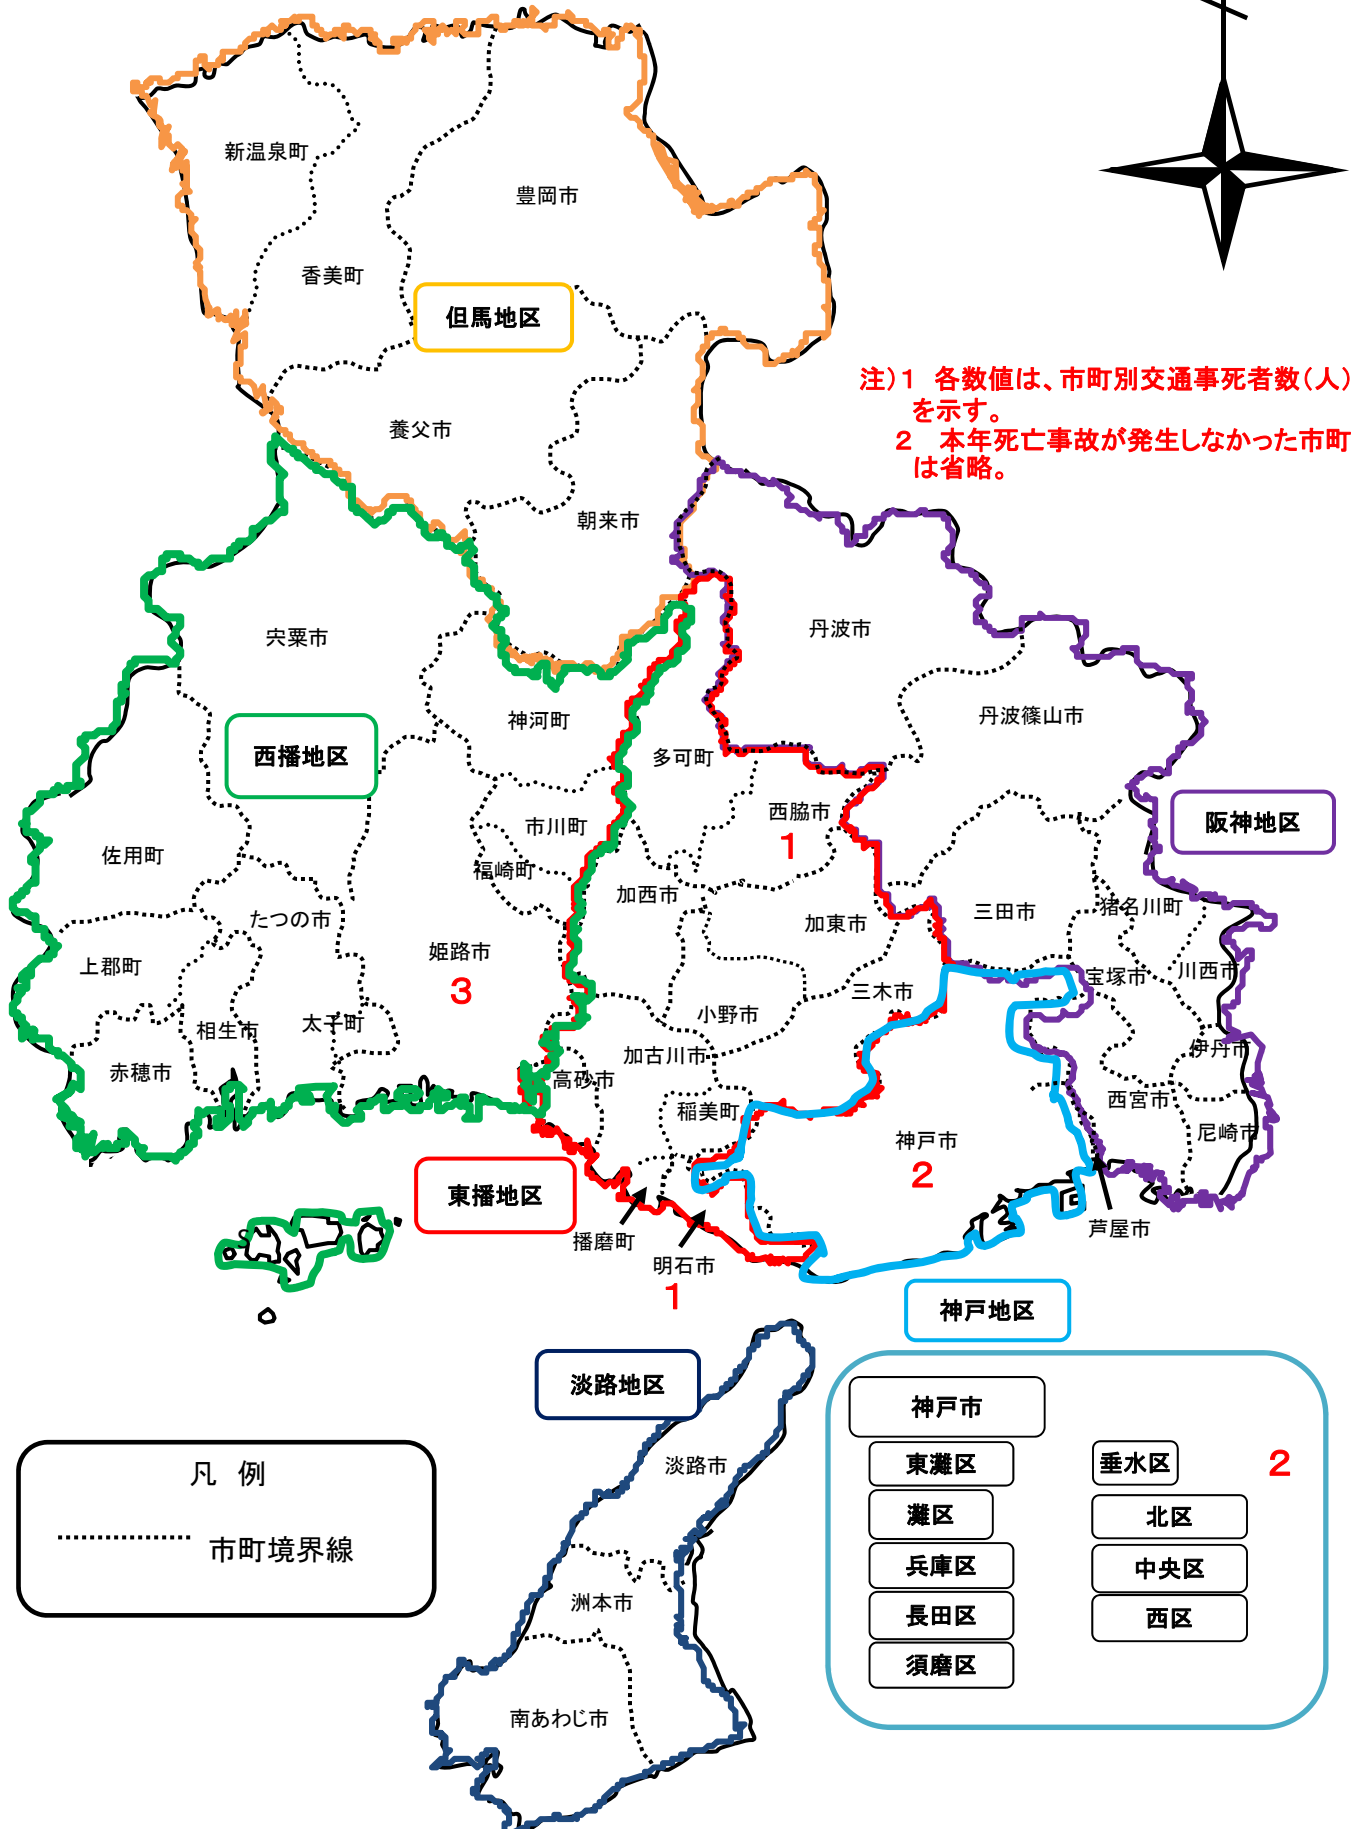 新温泉町
豊岡市
香美町
但馬地区
注)1 各数値は、市町別交通事死者数(人)
を示す。
2 本年死亡事故が発生しなかった市町
は省略。
養父市
朝来市
宍粟市
丹波市
神河町
丹波篠山市
西播地区
多可町
西脇市
1
阪神地区
市川町
佐用町
福崎町
加西市
たつの市
加東市
三田市
猪名川町
姫路市
3
上郡町
三木市
宝塚市
川西市
小野市
相生市
太子町
加古川市
伊丹市
赤穂市
高砂市
稲美町
西宮市
神戸市
2
尼崎市
東播地区
播磨町
明石市
1
芦屋市
神戸地区
淡路地区
神戸市
東灘区
垂水区 2
灘区
北区
兵庫区
中央区
長田区
西区
須磨区
淡路市
凡 例
市町境界線
洲本市
南あわじ市